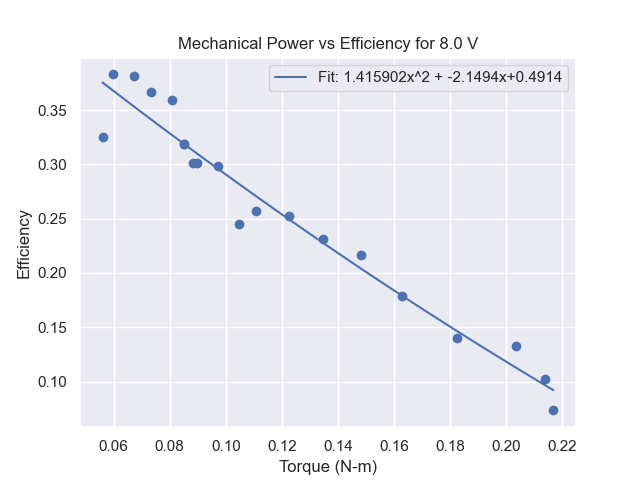 Mechanical Power vs Efficiency for 8.0 V
Fit: 1.415902x^2 + -2.1494x+0.4914
0.35
0.30
0.25
0.20
0.15
0.10
Efficiency
0.06 0.08 0.10 0.12 0.14 0.16 0.18 0.20 0.22
Torque (N-m)